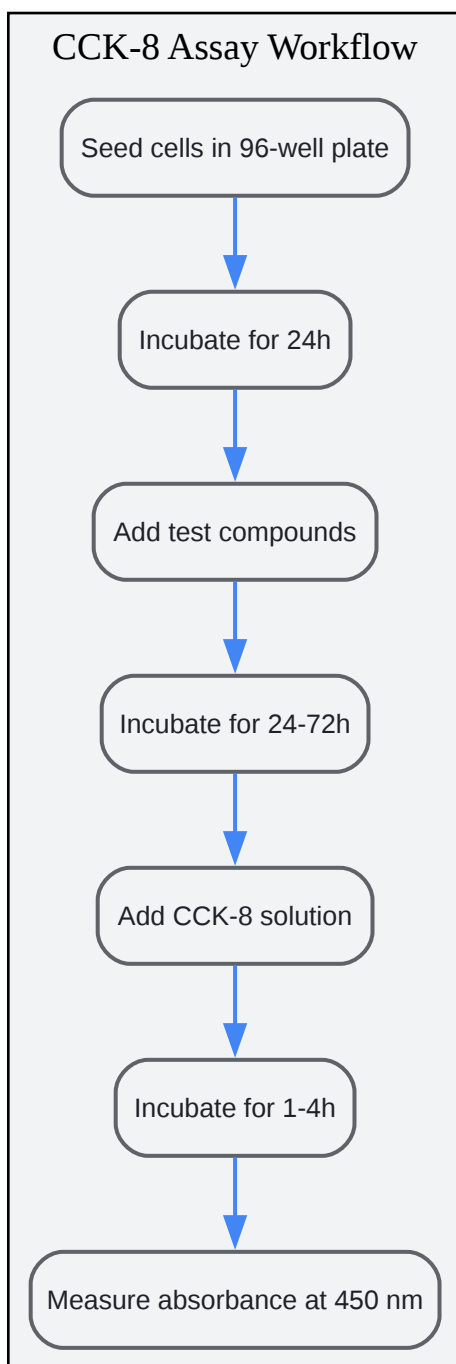 CCK-8 Assay Workflow
Seed cells in 96-well plate
Incubate for 24h
Add test compounds
Incubate for 24-72h
Add CCK-8 solution
Incubate for 1-4h
Measure absorbance at 450 nm